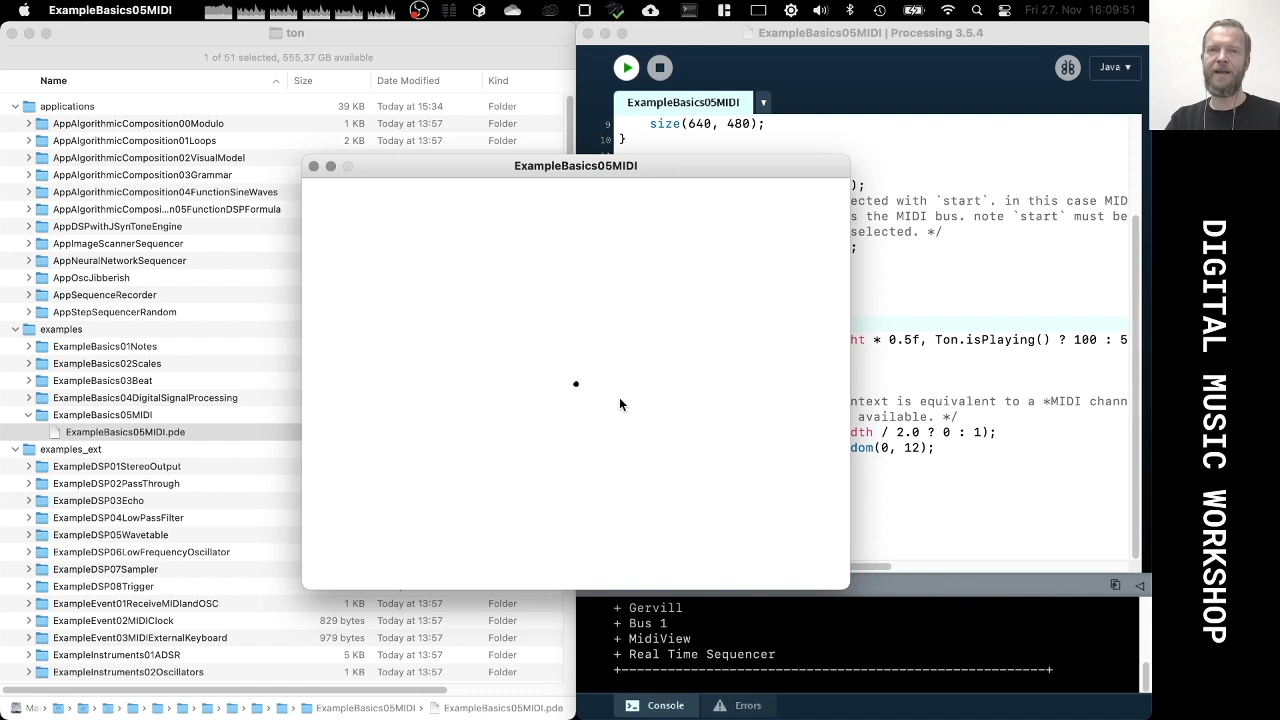 ExampleBasics05MIDI
Fri 27. Nov 16:09:51
ton
1 of 51 selected, 555,37 GB available
Name Size Date Modified Kind
applications 39 KB Today at 15:34 Folder
AppAlgorithmicComposition00Modulo 1 KB Today at 13:57 Folder
AppAlgorithmicComposition01Loops 2 KB Today at 13:57 Folder
AppAlgorithmicComposition02VisualModel
AppAlgorithmicComposition03Grammar
AppAlgorithmicComposition04FunctionSineWaves
AppAlgorithmicComposi...n05FunctionDSPFormula
AppDSPwithJSynToneEngine
AppImageScannerSequencer
AppNeuralNetworkSequencer
AppOscJibberish
AppSequenceRecorder
AppStepSequencerRandom
examples
ExampleBasics01Notes
ExampleBasics02Scales
ExampleBasics03Beat
ExampleBasics04DigitalSignalProcessing
ExampleBasics05MIDI
ExampleBasics05MIDI.pde
examples_ext
ExampleDSP01StereoOutput
ExampleDSP02PassThrough
ExampleDSP03Echo
ExampleDSP04LowPassFilter
ExampleDSP05Wavetable
ExampleDSP06LowFrequencyOscillator
ExampleDSP07Sampler
ExampleDSP08Trigger
ExampleEvent01ReceiveMIDIandOSC 1 KB Today at 13:57 Folder
ExampleEvent02MIDIClock 829 bytes Today at 13:57 Folder
ExampleEvent03MIDIExternalKeyboard 979 bytes Today at 13:57 Folder
ExampleInstruments01ADSR 5 KB Today at 13:57 Folder
ExampleInstruments02Oscillators 1 KB Today at 13:57 Folder
Ma ExampleBasics05MIDI ExampleBasics05MIDI.pde
ExampleBasics05MIDI
ExampleBasics05MIDI | Processing 3.5.4
Java ▾
ExampleBasics05MIDI ▾
9 size(640, 480);
10 }
);
ected with `start`. in this case MID
s the MIDI bus. note `start` must be
selected. */
;
ht * 0.5f, Ton.isPlaying() ? 100 : 5
ntext is equivalent to a *MIDI chann
available. */
dth / 2.0 ? 0 : 1);
dom(0, 12);
+ Gervill
+ Bus 1
+ MidiView
+ Real Time Sequencer
+------------------------------------------------------+
Console Errors
DIGITAL MUSIC WORKSHOP